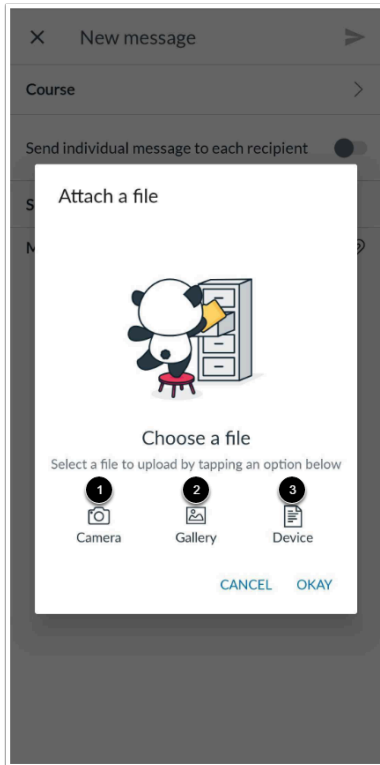 New message
Course
Send individual message to each recipient
S
Attach a file
M
Choose a file
Select a file to upload by tapping an option below
1 2 3
Camera Gallery Device
CANCEL OKAY